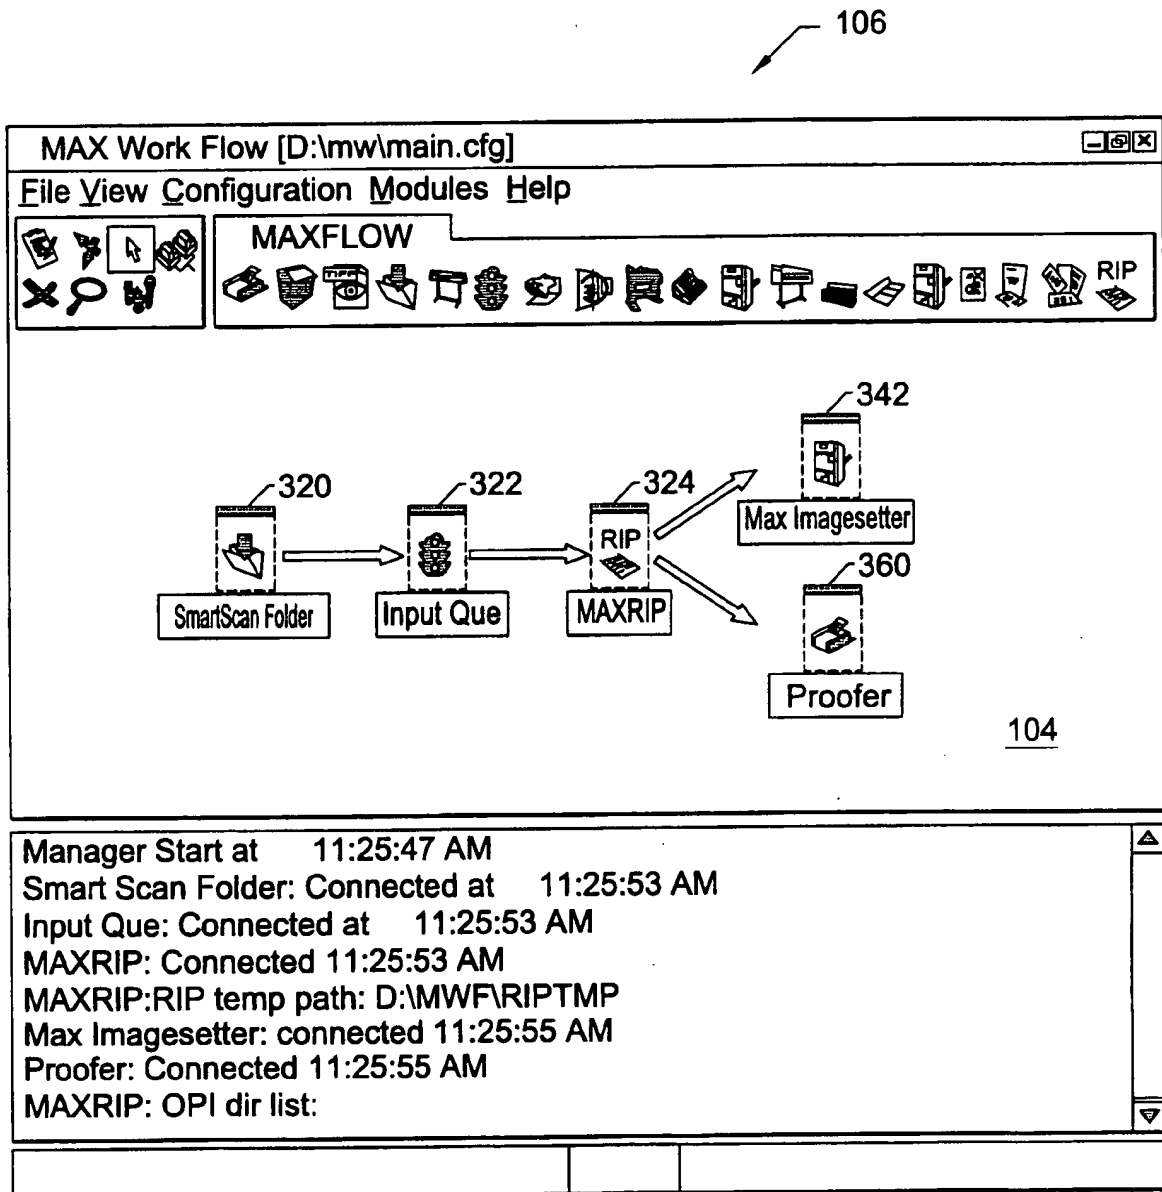 106
MAX Work Flow [D:\mw\main.cfg]
File View Configuration Modules Help
MAXFLOW
TIFF
RIP
342
320
322
324
RIP
Max Imagesetter
360
SmartScan Folder
Input Que
MAXRIP
Proofer
104
Manager Start at 11:25:47 AM
Smart Scan Folder: Connected at 11:25:53 AM
Input Que: Connected at 11:25:53 AM
MAXRIP: Connected 11:25:53 AM
MAXRIP:RIP temp path: D:\MWF\RIPTMP
Max Imagesetter: connected 11:25:55 AM
Proofer: Connected 11:25:55 AM
MAXRIP: OPI dir list: